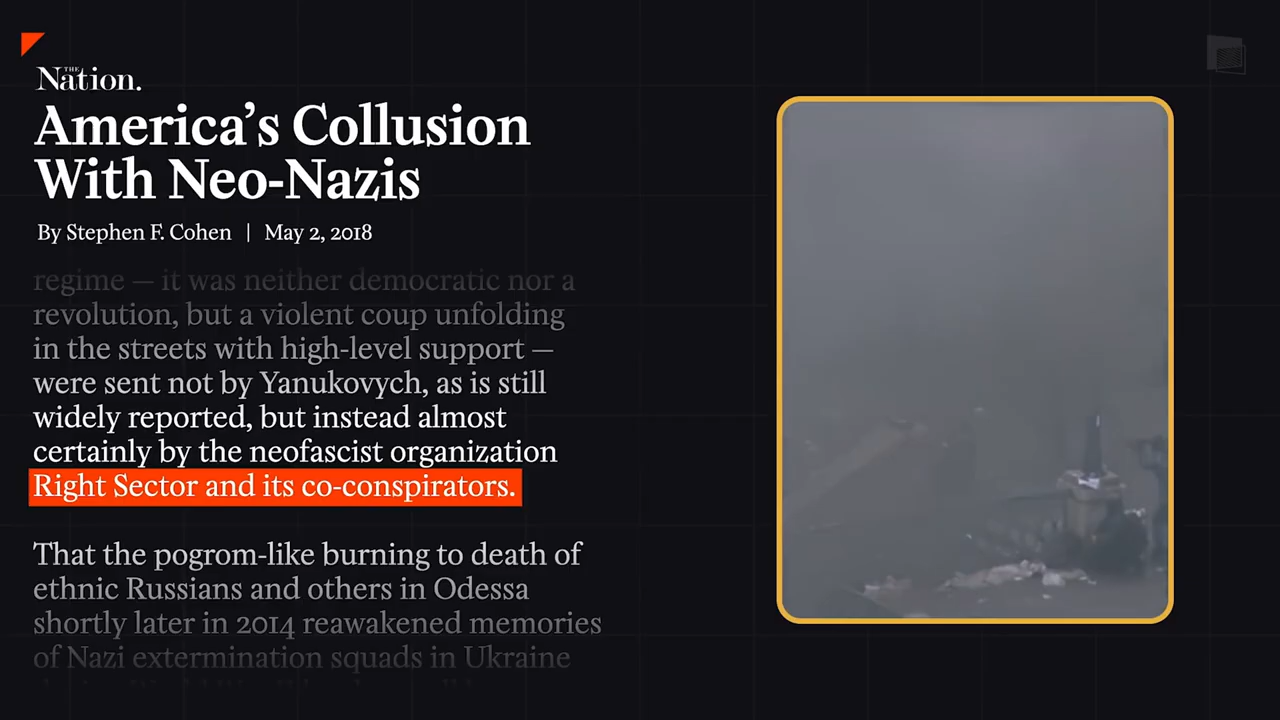 THE
Nation.
America's Collusion
With Neo-Nazis
By Stephen F. Cohen | May 2, 2018
regime — it was neither democratic nor a
revolution, but a violent coup unfolding
in the streets with high-level support —
were sent not by Yanukovych, as is still
widely reported, but instead almost
certainly by the neofascist organization
Right Sector and its co-conspirators.
That the pogrom-like burning to death of
ethnic Russians and others in Odessa
shortly later in 2014 reawakened memories
of Nazi extermination squads in Ukraine